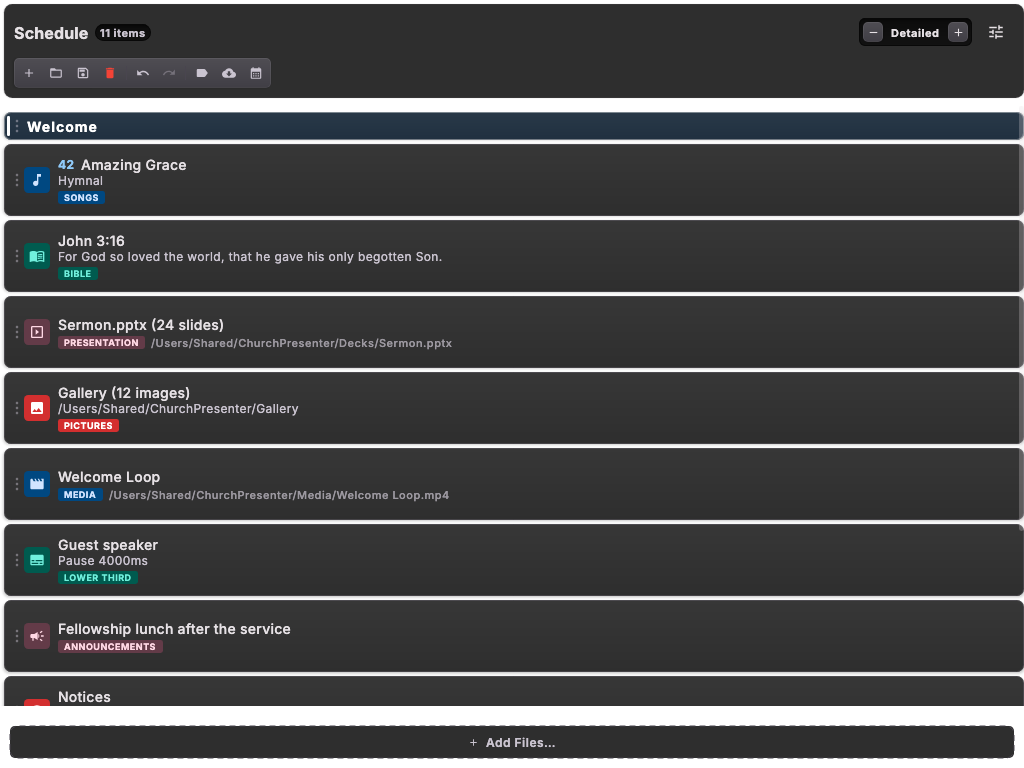 Schedule 11 items
Detailed
Welcome
42 Amazing Grace
Hymnal
SONGS
John 3:16
For God so loved the world, that he gave his only begotten Son.
BIBLE
Sermon.pptx (24 slides)
PRESENTATION /Users/Shared/ChurchPresenter/Decks/Sermon.pptx
Gallery (12 images)
/Users/Shared/ChurchPresenter/Gallery
PICTURES
Welcome Loop
MEDIA /Users/Shared/ChurchPresenter/Media/Welcome Loop.mp4
Guest speaker
Pause 4000ms
LOWER THIRD
Fellowship lunch after the service
ANNOUNCEMENTS
Notices
+ Add Files...